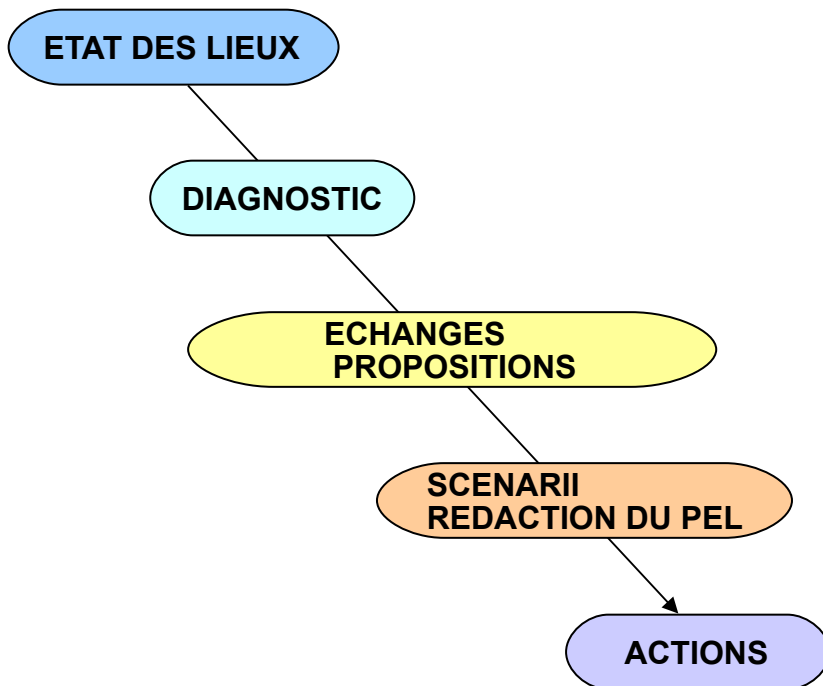 ETAT DES LIEUX
DIAGNOSTIC
ECHANGES
PROPOSITIONS
SCENARII
REDACTION DU PEL
ACTIONS